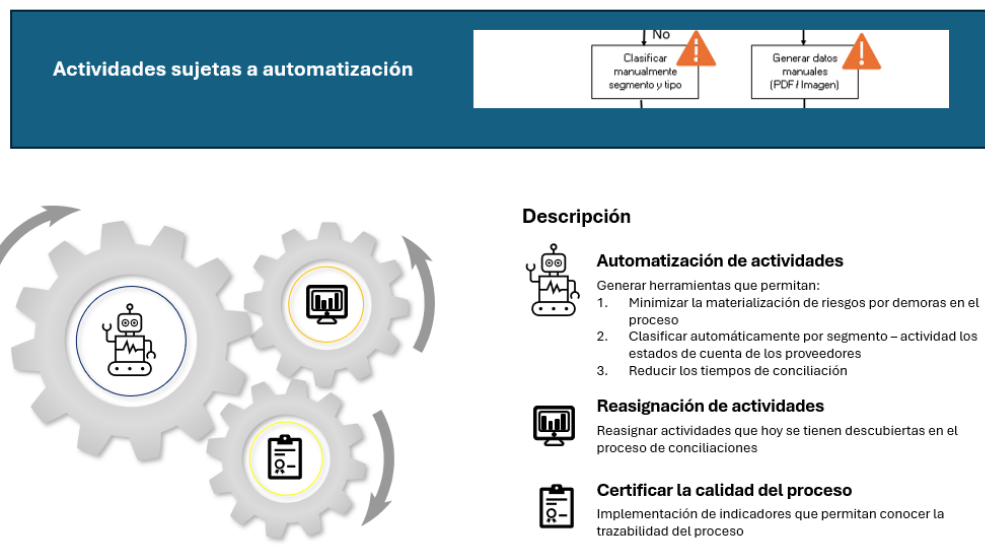 Actividades sujetas a automatización
No
Clasificar
manualmente
segmento y tipo
Generar datos
manuales
(PDF / Imagen)
Descripción
Automatización de actividades
Generar herramientas que permitan:
1. Minimizar la materialización de riesgos por demoras en el
proceso
2. Clasificar automáticamente por segmento – actividad los
estados de cuenta de los proveedores
3. Reducir los tiempos de conciliación
Reasignación de actividades
Reasignar actividades que hoy se tienen descubiertas en el
proceso de conciliaciones
Certificar la calidad del proceso
Implementación de indicadores que permitan conocer la
trazabilidad del proceso